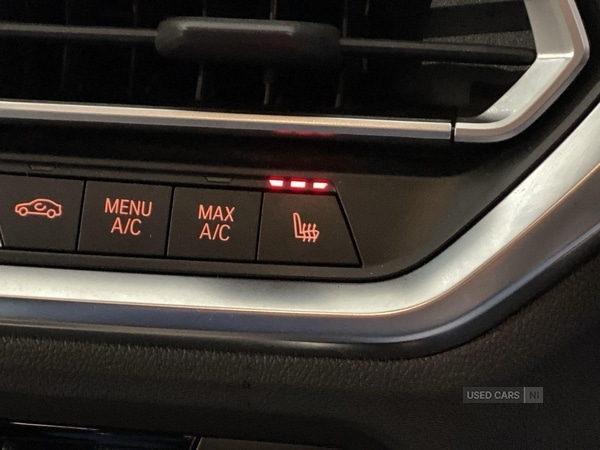 MENU
A/C
MAX
A/C
USED CARS NI